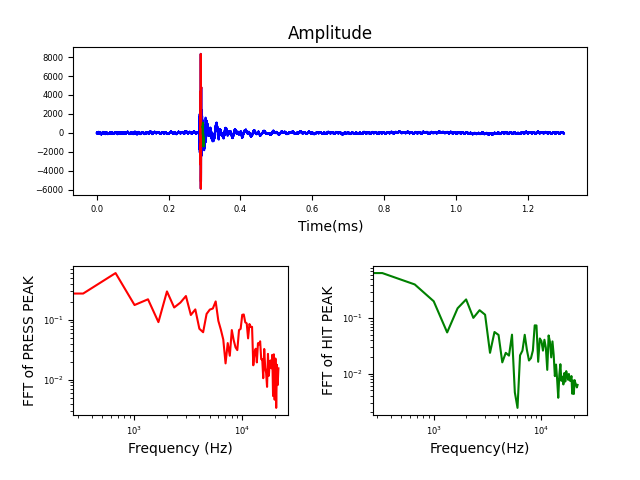 Amplitude
8000
6000
4000
2000
0
−2000
−4000
−6000
0.0 0.2 0.4 0.6 0.8 1.0 1.2
Time(ms)
FFT of PRESS PEAK
10⁻¹
10⁻²
10³ 10⁴
Frequency (Hz)
FFT of HIT PEAK
10⁻¹
10⁻²
10³ 10⁴
Frequency(Hz)